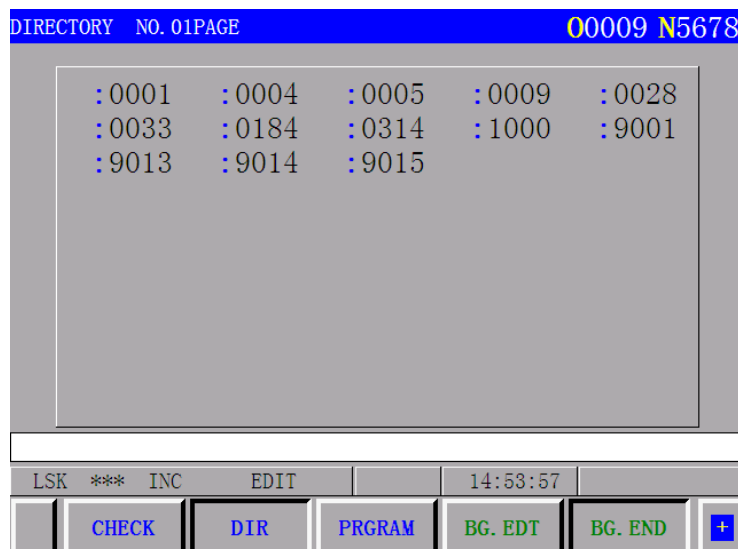 DIRECTORY NO. 01PAGE O0009 N5678
:0001 :0004 :0005 :0009 :0028
:0033 :0184 :0314 :1000 :9001
:9013 :9014 :9015
LSK *** INC EDIT 14:53:57
CHECK DIR PRGRAM BG. EDT BG. END +